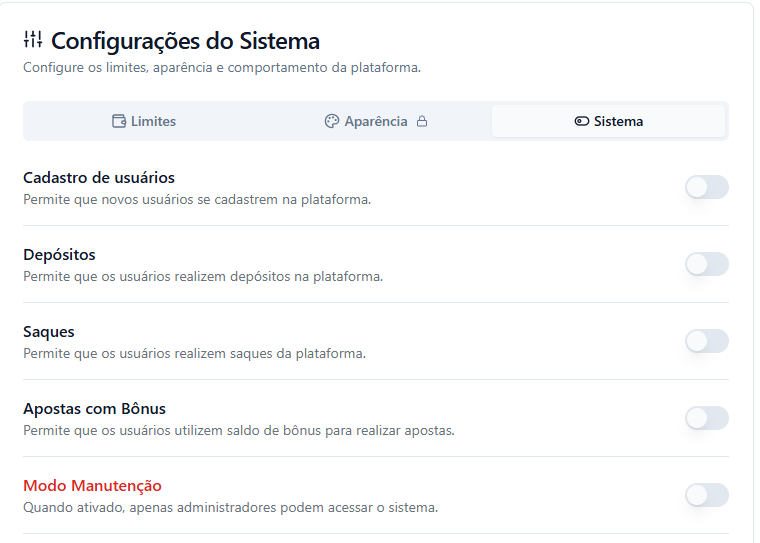 Configurações do Sistema
Configure os limites, aparência e comportamento da plataforma.
Limites
Aparência
Sistema
Cadastro de usuários
Permite que novos usuários se cadastrem na plataforma.
Depósitos
Permite que os usuários realizem depósitos na plataforma.
Saques
Permite que os usuários realizem saques da plataforma.
Apostas com Bônus
Permite que os usuários utilizem saldo de bônus para realizar apostas.
Modo Manutenção
Quando ativado, apenas administradores podem acessar o sistema.